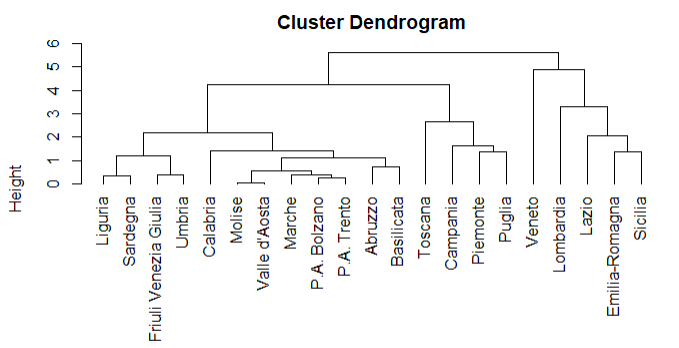 Cluster Dendrogram
Height
6
5
4
3
2
1
0
Liguria
Sardegna
Friuli Venezia Giulia
Umbria
Calabria
Molise
Valle d'Aosta
Marche
P.A. Bolzano
P.A. Trento
Abruzzo
Basilicata
Toscana
Campania
Piemonte
Puglia
Veneto
Lombardia
Lazio
Emilia-Romagna
Sicilia